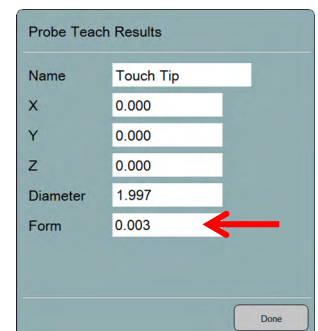 Probe Teach Results
Name Touch Tip
X 0.000
Y 0.000
Z 0.000
Diameter 1.997
Form 0.003
Done